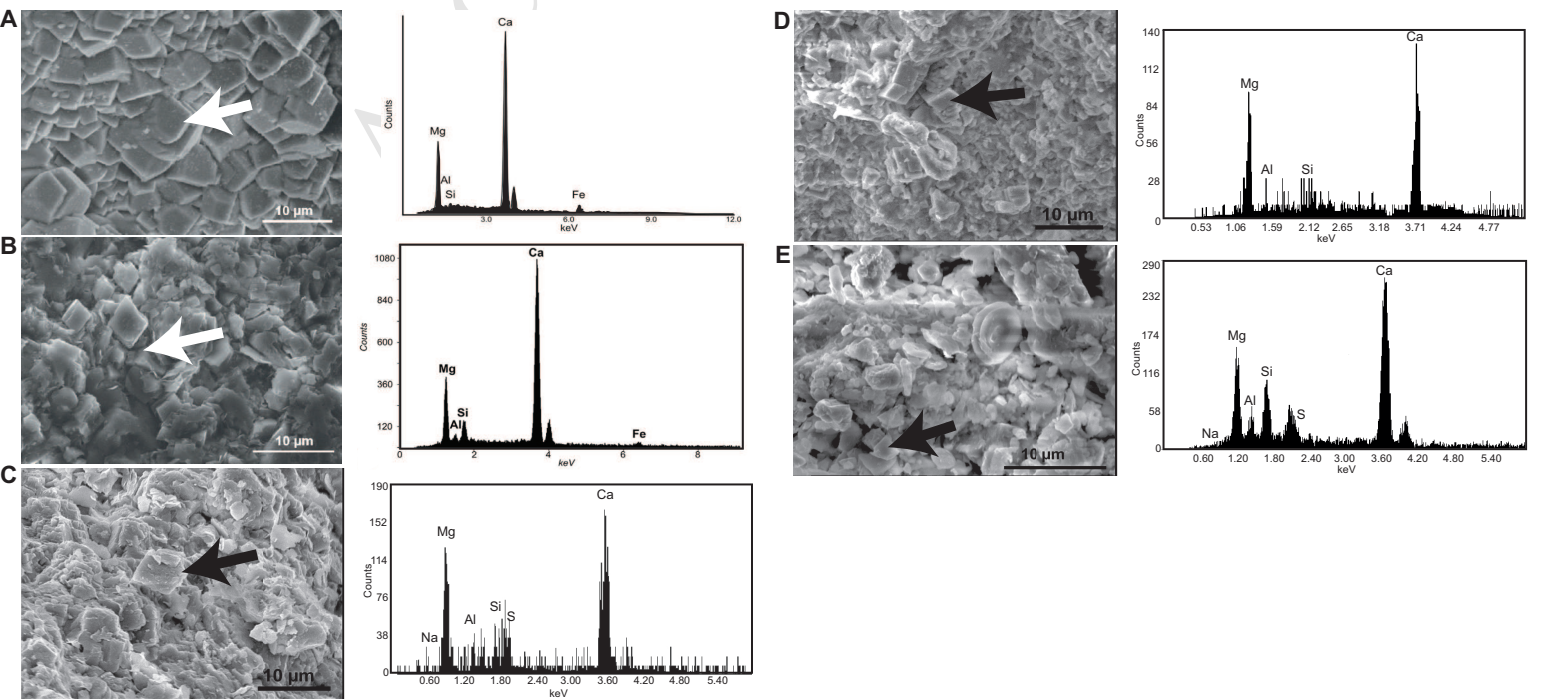 A
10 µm
Counts
Ca
Mg
Al
Si
Fe
3.0 6.0 9.0 12.0
keV
B
10 µm
Counts
1080
840
600
360
120
Ca
Mg
Al
Si
Fe
0 2 4 6 8
keV
C
10 µm
Counts
190
152
114
76
38
0
Ca
Mg
Na
Al
Si
S
0.60 1.20 1.80 2.40 3.00 3.60 4.20 4.80 5.40
keV
D
10 µm
Counts
140
112
84
56
28
0
Ca
Mg
Al
Si
0.53 1.06 1.59 2.12 2.65 3.18 3.71 4.24 4.77
keV
E
10 µm
Counts
290
232
174
116
58
0
Ca
Mg
Na
Al
Si
S
0.60 1.20 1.80 2.40 3.00 3.60 4.20 4.80 5.40
keV